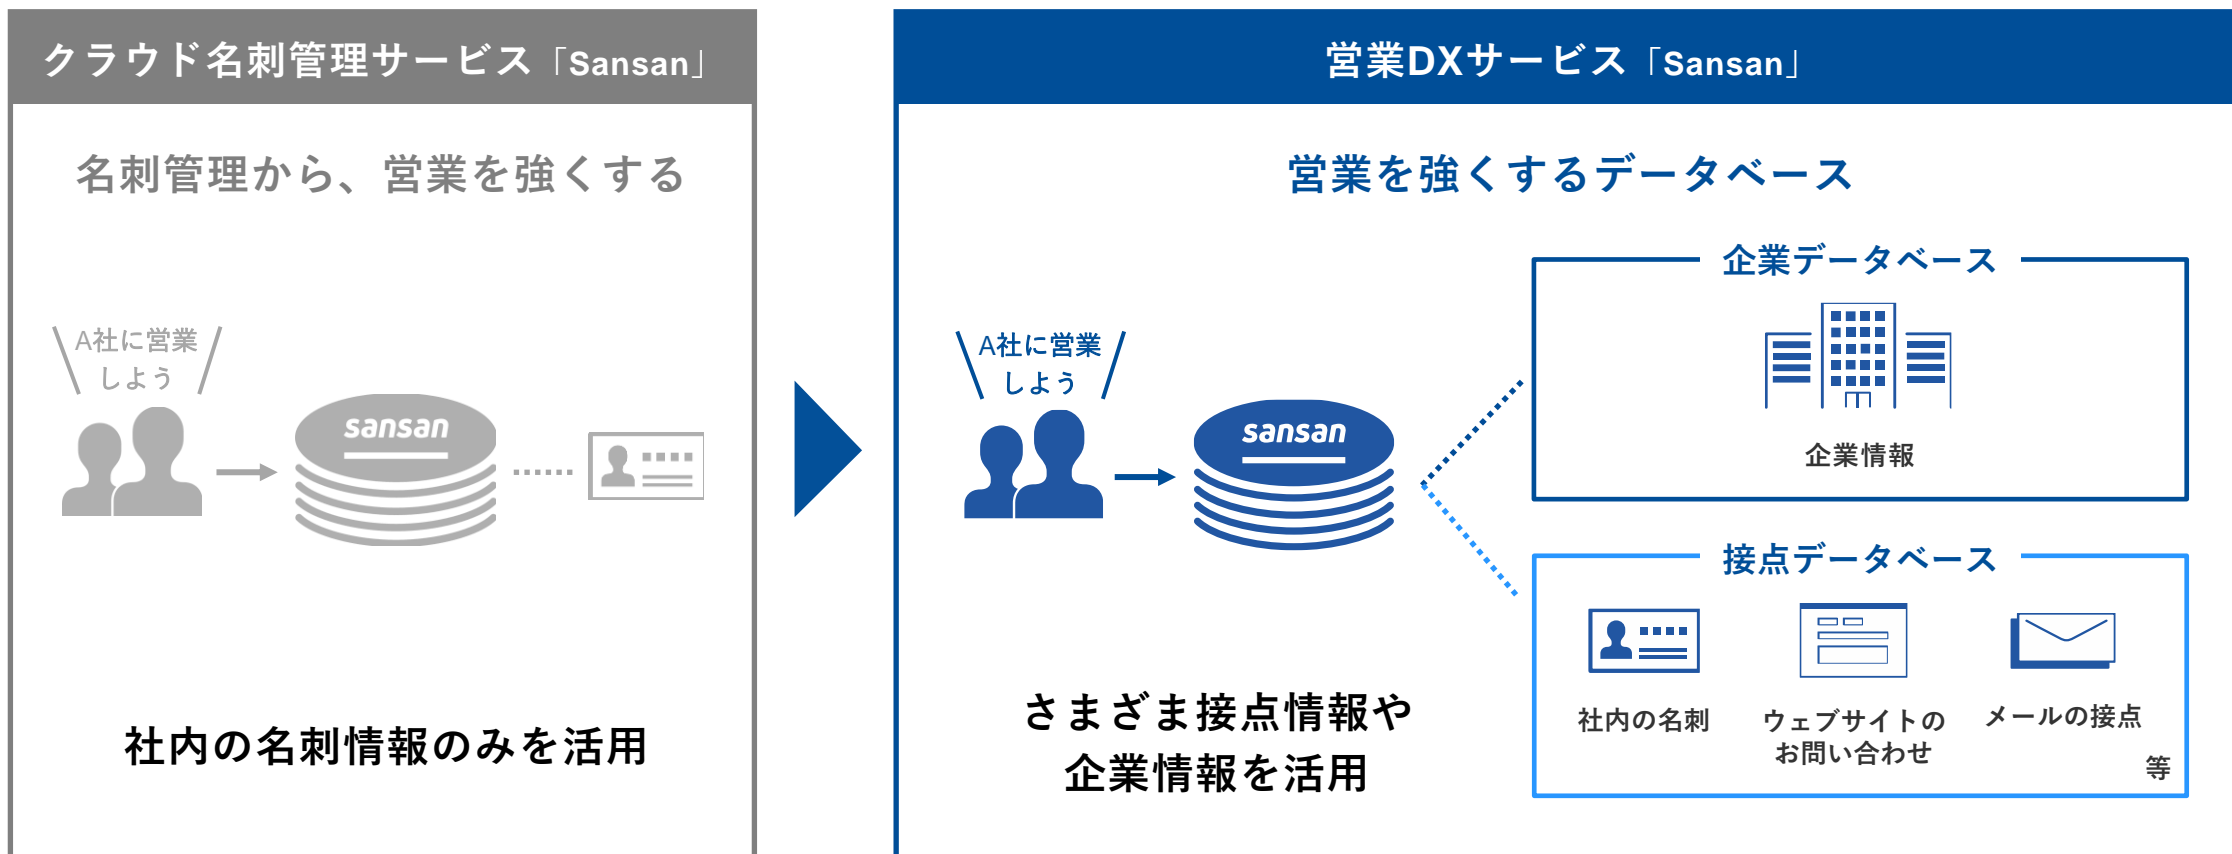 クラウド名刺管理サービス「Sansan」
名刺管理から、営業を強くする
A社に営業
しよう
sansan
社内の名刺情報のみを活用
営業DXサービス「Sansan」
営業を強くするデータベース
A社に営業
しよう
sansan
さまざま接点情報や
企業情報を活用
企業データベース
企業情報
接点データベース
社内の名刺
ウェブサイトの
お問い合わせ
メールの接点
等